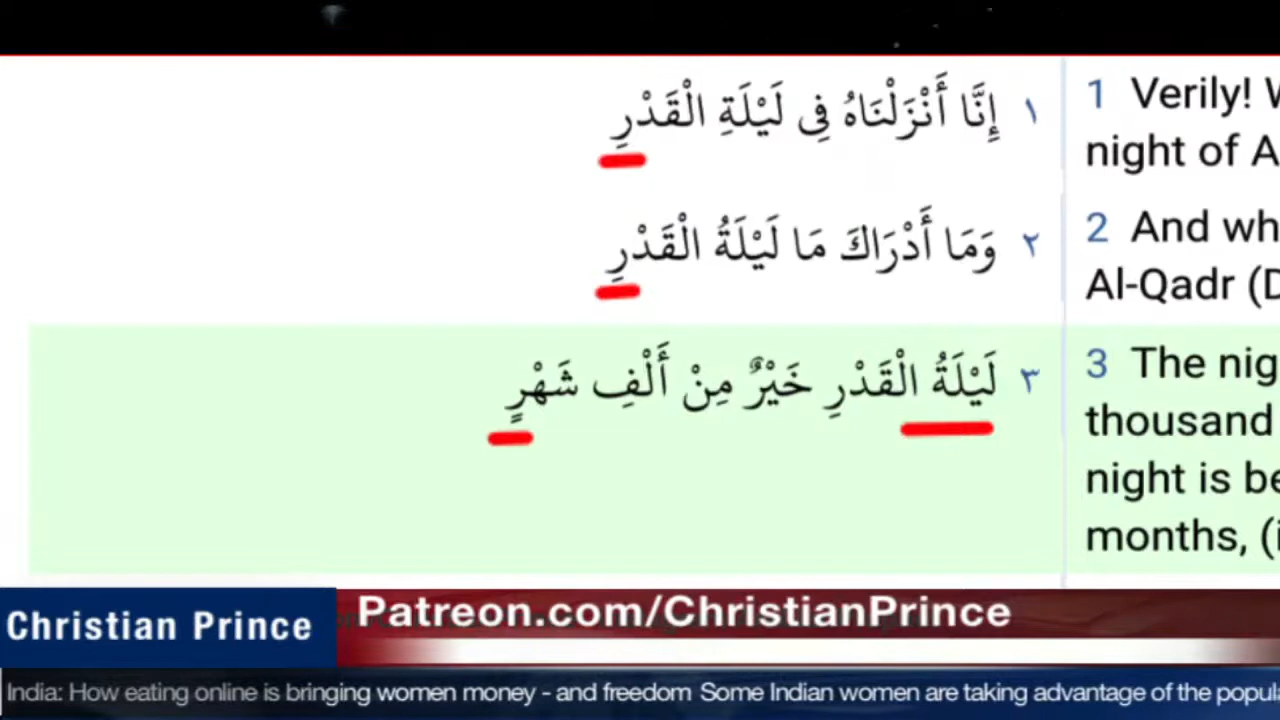 ١ إِنَّا أَنْزَلْنَاهُ فِى لَيْلَةِ الْقَدْرِ
1 Verily! W
night of A
٢ وَمَا أَدْرَاكَ مَا لَيْلَةُ الْقَدْرِ
2 And wh
Al-Qadr (D
٣ لَيْلَةُ الْقَدْرِ خَيْرٌ مِنْ أَلْفِ شَهْرٍ
3 The nig
thousand
night is be
months, (i
Christian Prince
Patreon.com/ChristianPrince
India: How eating online is bringing women money - and freedom Some Indian women are taking advantage of the popula